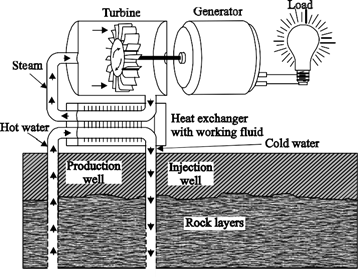 Turbine
Generator
Load
Steam
Hot water
Heat exchanger
with working fluid
Cold water
Production
well
Injection
well
Rock layers